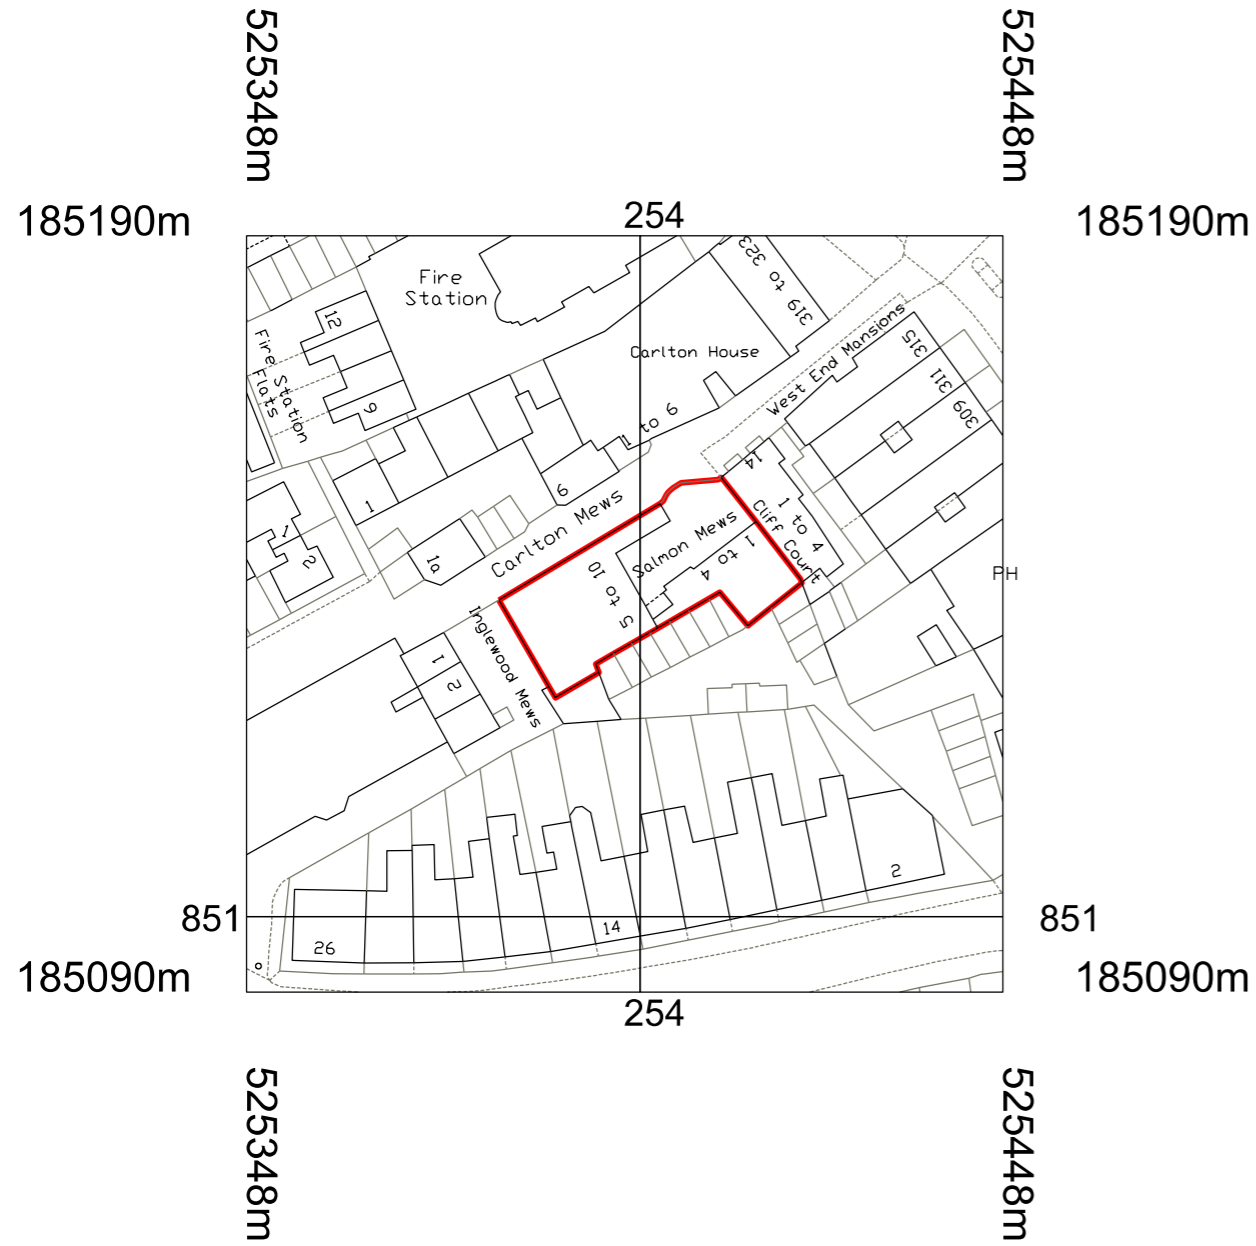 525348m
525448m
185190m
254
185190m
Fire
Station
319 to 323
12
Fire Station
Flats
9
Carlton House
West End Mansions
315
311
309
1 to 6
14
6
1
Carlton Mews
Cliff Court
1 to 4
Salmon Mews
1 to 4
1
2
1a
5 to 10
PH
Inglewood Mews
1
2
2
14
26
851
851
185090m
185090m
254
525348m
525448m